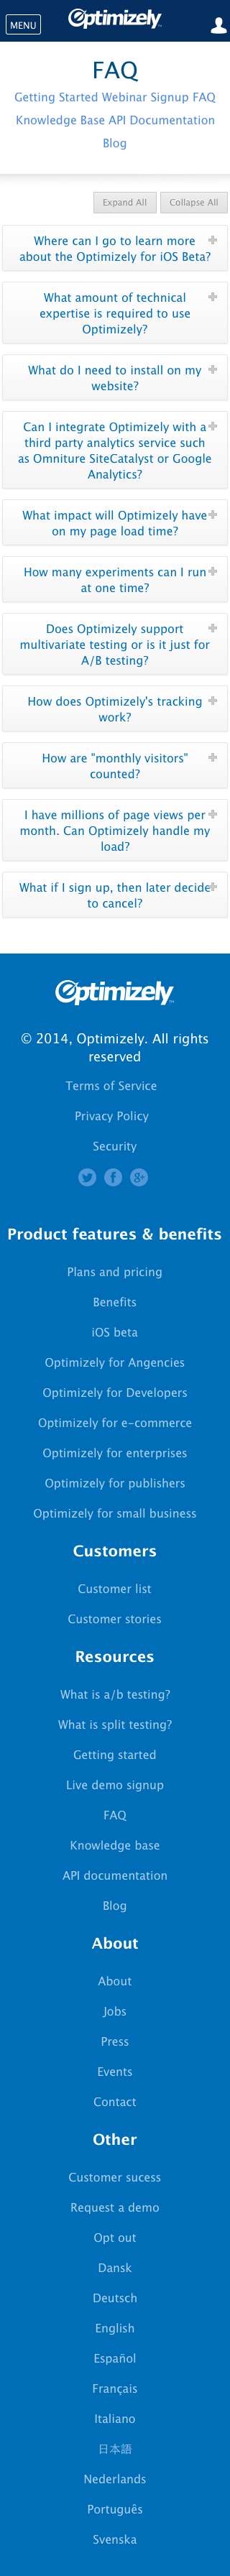 MENU
Optimizely
FAQ
Getting Started Webinar Signup FAQ
Knowledge Base API Documentation
Blog
Expand All
Collapse All
Where can I go to learn more
about the Optimizely for iOS Beta?
What amount of technical
expertise is required to use
Optimizely?
What do I need to install on my
website?
Can I integrate Optimizely with a
third party analytics service such
as Omniture SiteCatalyst or Google
Analytics?
What impact will Optimizely have
on my page load time?
How many experiments can I run
at one time?
Does Optimizely support
multivariate testing or is it just for
A/B testing?
How does Optimizely's tracking
work?
How are "monthly visitors"
counted?
I have millions of page views per
month. Can Optimizely handle my
load?
What if I sign up, then later decide
to cancel?
Optimizely
© 2014, Optimizely. All rights
reserved
Terms of Service
Privacy Policy
Security
Product features & benefits
Plans and pricing
Benefits
iOS beta
Optimizely for Angencies
Optimizely for Developers
Optimizely for e-commerce
Optimizely for enterprises
Optimizely for publishers
Optimizely for small business
Customers
Customer list
Customer stories
Resources
What is a/b testing?
What is split testing?
Getting started
Live demo signup
FAQ
Knowledge base
API documentation
Blog
About
About
Jobs
Press
Events
Contact
Other
Customer sucess
Request a demo
Opt out
Dansk
Deutsch
English
Español
Français
Italiano
日本語
Nederlands
Português
Svenska